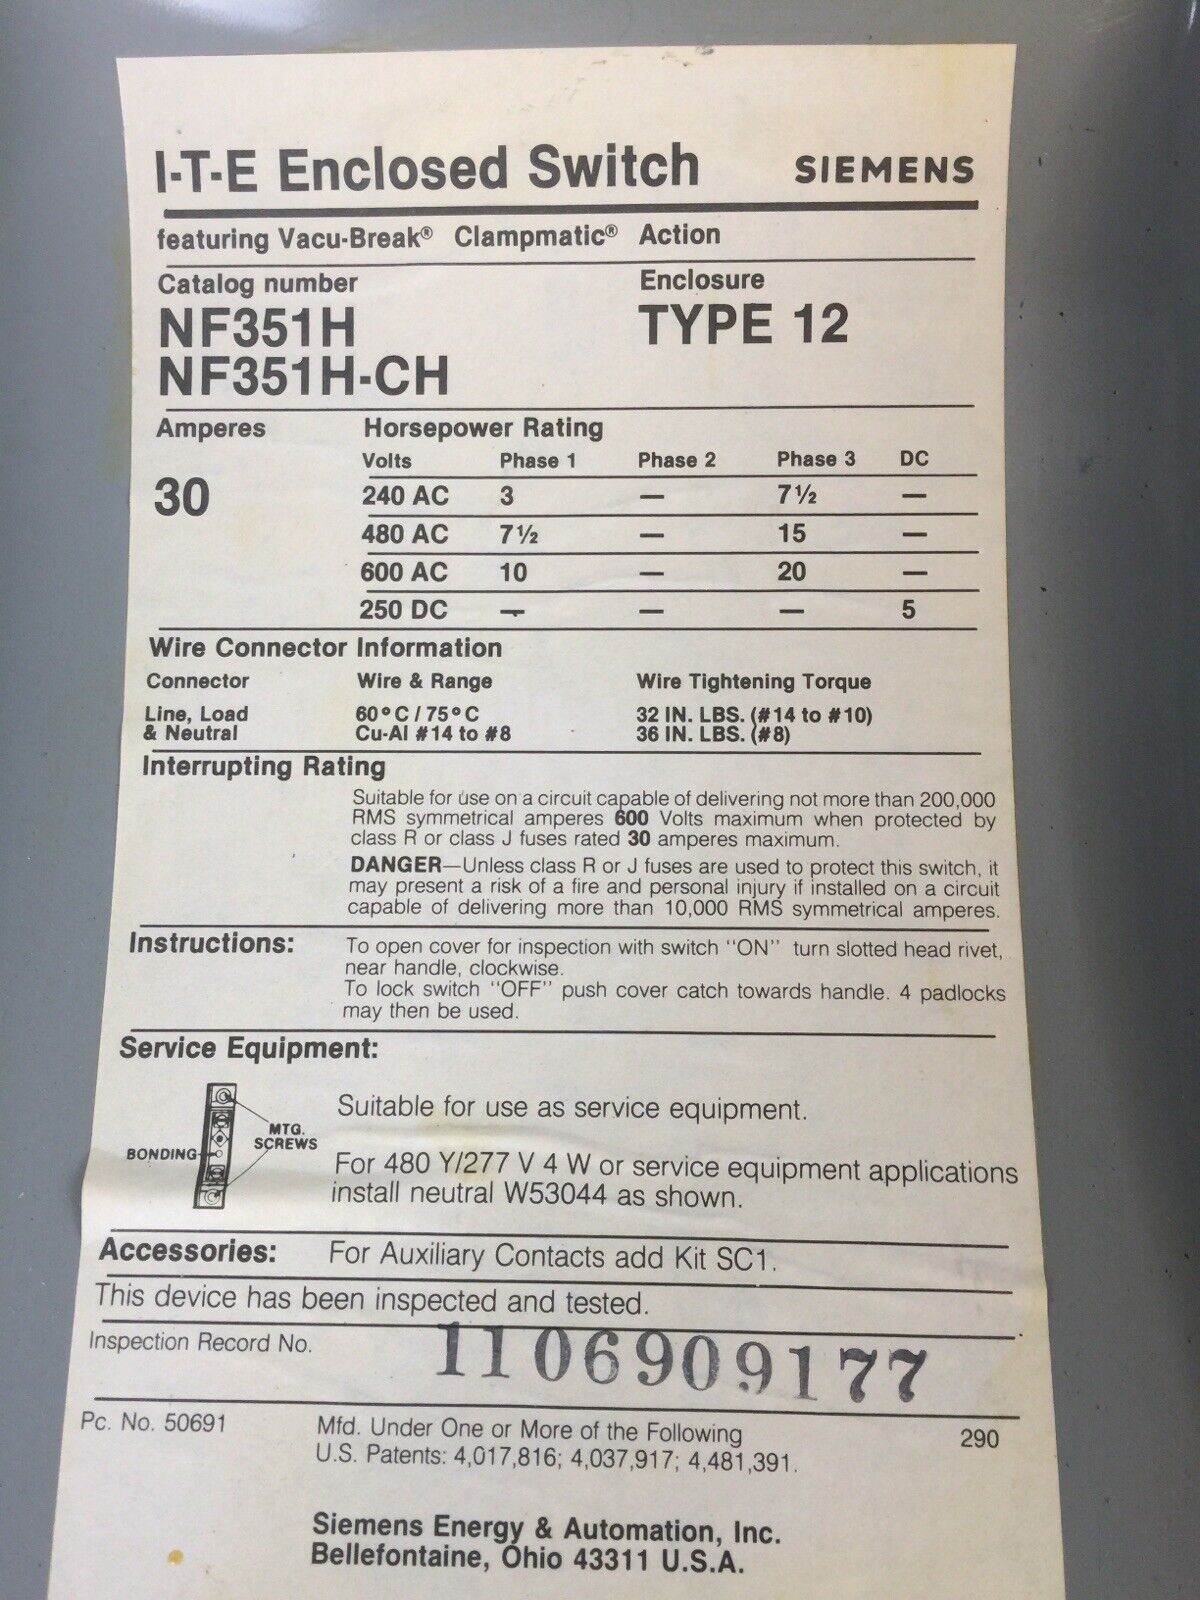 I-T-E Enclosed Switch SIEMENS
featuring Vacu-Break® Clampmatic® Action
Catalog number Enclosure
NF351H TYPE 12
NF351H-CH
Amperes Horsepower Rating
Volts Phase 1 Phase 2 Phase 3 DC
30 240 AC 3 — 7½ —
480 AC 7½ — 15 —
600 AC 10 — 20 —
250 DC — — — 5
Wire Connector Information
Connector Wire & Range Wire Tightening Torque
Line, Load 60°C / 75°C 32 IN. LBS. (#14 to #10)
& Neutral Cu-Al #14 to #8 36 IN. LBS. (#8)
Interrupting Rating
Suitable for use on a circuit capable of delivering not more than 200,000
RMS symmetrical amperes 600 Volts maximum when protected by
class R or class J fuses rated 30 amperes maximum.
DANGER—Unless class R or J fuses are used to protect this switch, it
may present a risk of a fire and personal injury if installed on a circuit
capable of delivering more than 10,000 RMS symmetrical amperes.
Instructions: To open cover for inspection with switch "ON" turn slotted head rivet,
near handle, clockwise.
To lock switch "OFF" push cover catch towards handle. 4 padlocks
may then be used.
Service Equipment:
MTG.
SCREWS
BONDING
Suitable for use as service equipment.
For 480 Y/277 V 4 W or service equipment applications
install neutral W53044 as shown.
Accessories: For Auxiliary Contacts add Kit SC1.
This device has been inspected and tested.
Inspection Record No. 1106909177
Pc. No. 50691 Mfd. Under One or More of the Following 290
U.S. Patents: 4,017,816; 4,037,917; 4,481,391.
Siemens Energy & Automation, Inc.
Bellefontaine, Ohio 43311 U.S.A.